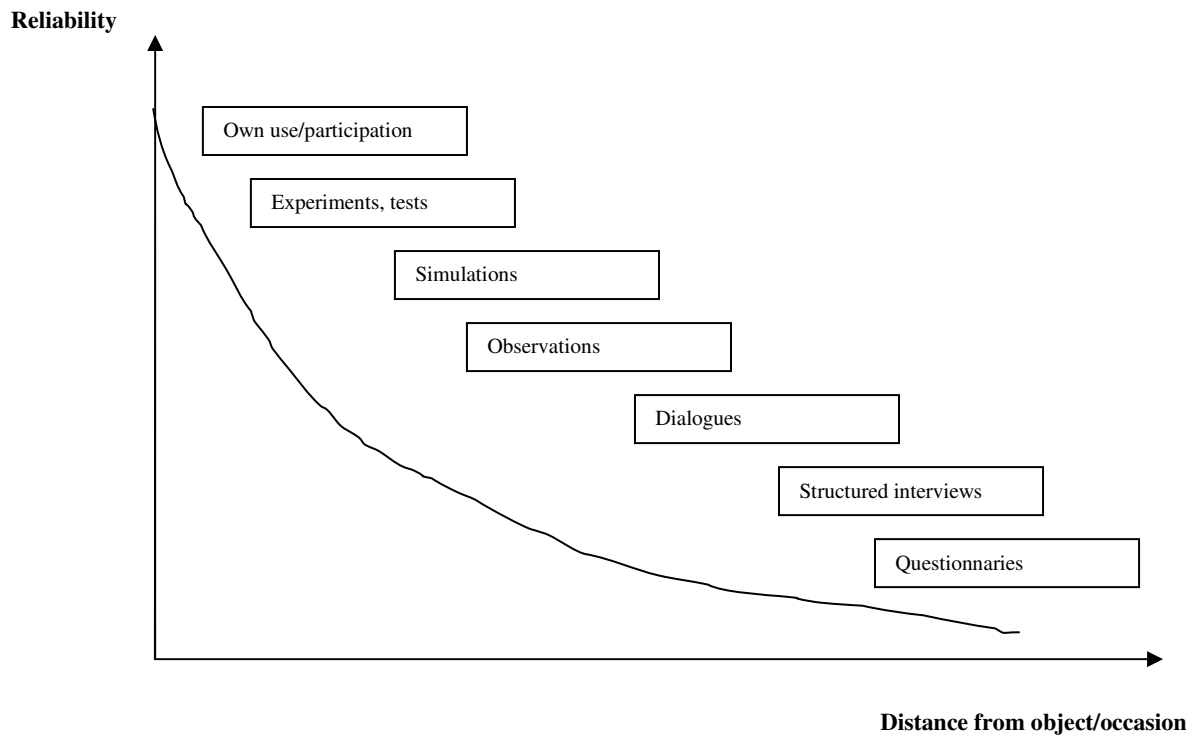 Reliability
Own use/participation
Experiments, tests
Simulations
Observations
Dialogues
Structured interviews
Questionnaries
Distance from object/occasion